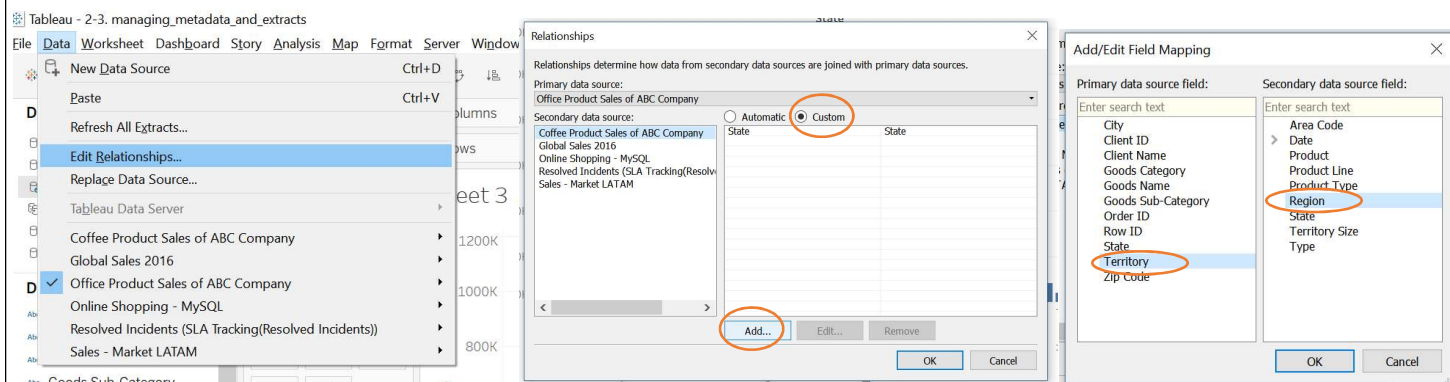 Tableau - 2-3. managing_metadata_and_extracts
File Data Worksheet Dashboard Story Analysis Map Format Server Window
New Data Source Ctrl+D
Paste Ctrl+V
Refresh All Extracts...
Edit Relationships...
Replace Data Source...
Tableau Data Server
Coffee Product Sales of ABC Company
Global Sales 2016
Office Product Sales of ABC Company
Online Shopping - MySQL
Resolved Incidents (SLA Tracking(Resolved Incidents))
Sales - Market LATAM
D
D
Abc
Abc
Abc
Goods Sub-Category
olumns
ows
eet 3
1200K
1000K
800K
State
Relationships
Relationships determine how data from secondary data sources are joined with primary data sources.
Primary data source:
Office Product Sales of ABC Company
Secondary data source:
Automatic Custom
Coffee Product Sales of ABC Company
Global Sales 2016
Online Shopping - MySQL
Resolved Incidents (SLA Tracking(Resolv
Sales - Market LATAM
State State
Add... Edit... Remove
OK Cancel
Add/Edit Field Mapping
Primary data source field:
Enter search text
City
Client ID
Client Name
Goods Category
Goods Name
Goods Sub-Category
Order ID
Row ID
State
Territory
Zip Code
Secondary data source field:
Enter search text
Area Code
Date
Product
Product Line
Product Type
Region
State
Territory Size
Type
OK Cancel